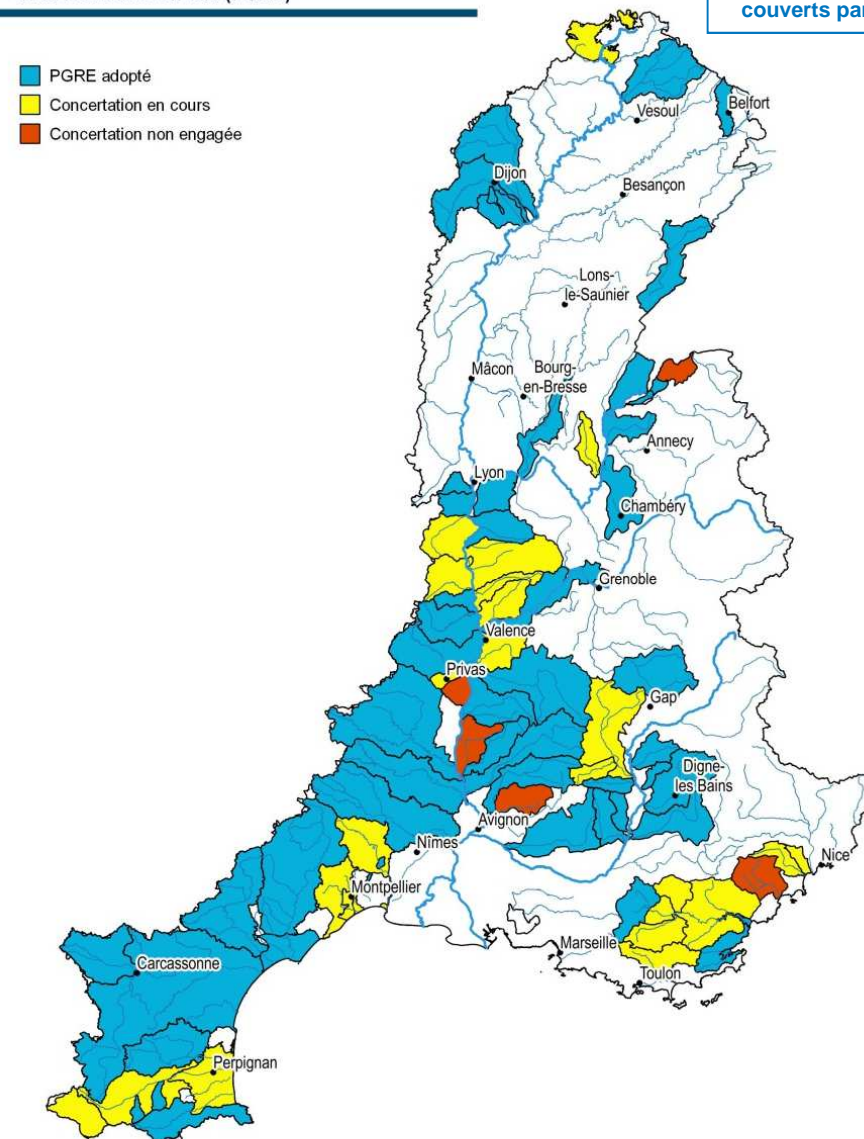 couverts par
PGRE adopté
Concertation en cours
Concertation non engagée
Vesoul
Belfort
Dijon
Besançon
Lons-
le-Saunier
Mâcon
Bourg-
en-Bresse
Annecy
Lyon
Chambéry
Grenoble
Valence
Privas
Gap
Digne-
les Bains
Avignon
Nîmes
Nice
Montpellier
Marseille
Carcassonne
Toulon
Perpignan